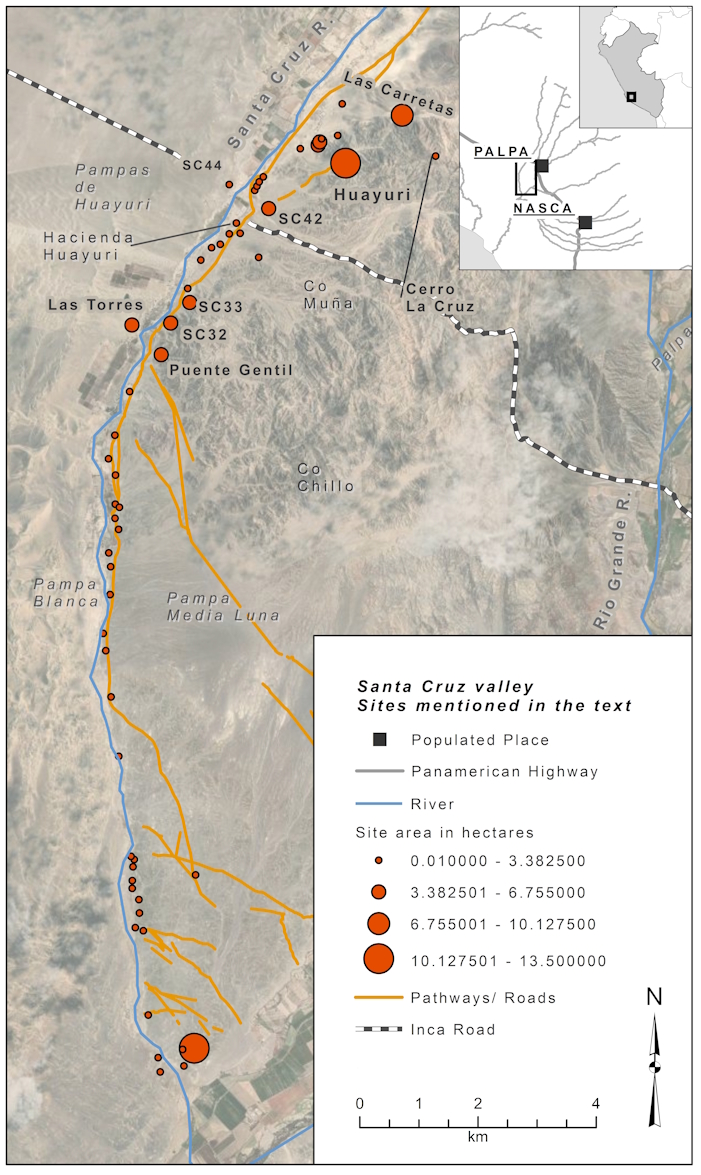 Santa Cruz R.
Las Carretas
PALPA
NASCA
SC44
Pampas
de
Huayuri
Huayuri
SC42
Hacienda
Huayuri
Co
Muña
Cerro
La Cruz
Las Torres
SC33
SC32
Puente Gentil
Palpa
Co
Chillo
Rio Grande R.
Pampa
Blanca
Pampa
Media Luna
Santa Cruz valley
Sites mentioned in the text
Populated Place
Panamerican Highway
River
Site area in hectares
0.010000 - 3.382500
3.382501 - 6.755000
6.755001 - 10.127500
10.127501 - 13.500000
Pathways/ Roads
Inca Road
N
0 1 2 4
km